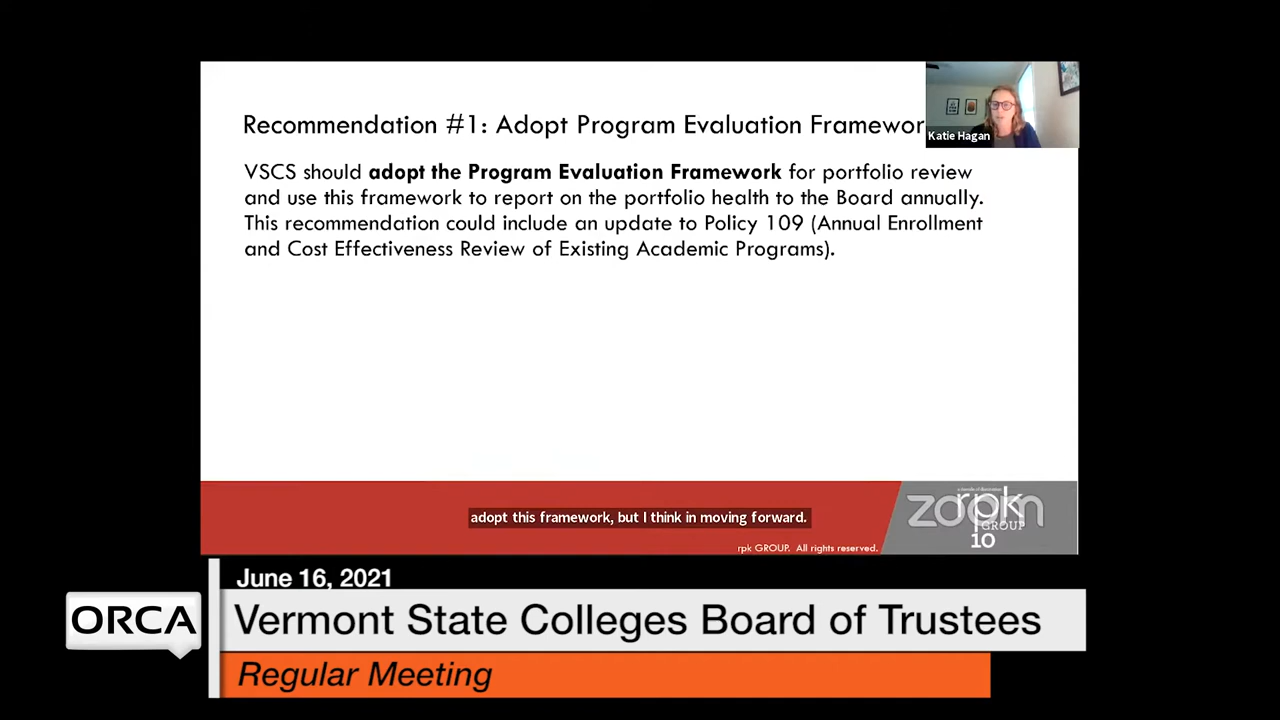 Recommendation #1: Adopt Program Evaluation Framewor
Katie Hagan
VSCS should adopt the Program Evaluation Framework for portfolio review
and use this framework to report on the portfolio health to the Board annually.
This recommendation could include an update to Policy 109 (Annual Enrollment
and Cost Effectiveness Review of Existing Academic Programs).
adopt this framework, but I think in moving forward.
zoom
rpk
GROUP
10
rpk GROUP. All rights reserved.
June 16, 2021
ORCA
Vermont State Colleges Board of Trustees
Regular Meeting